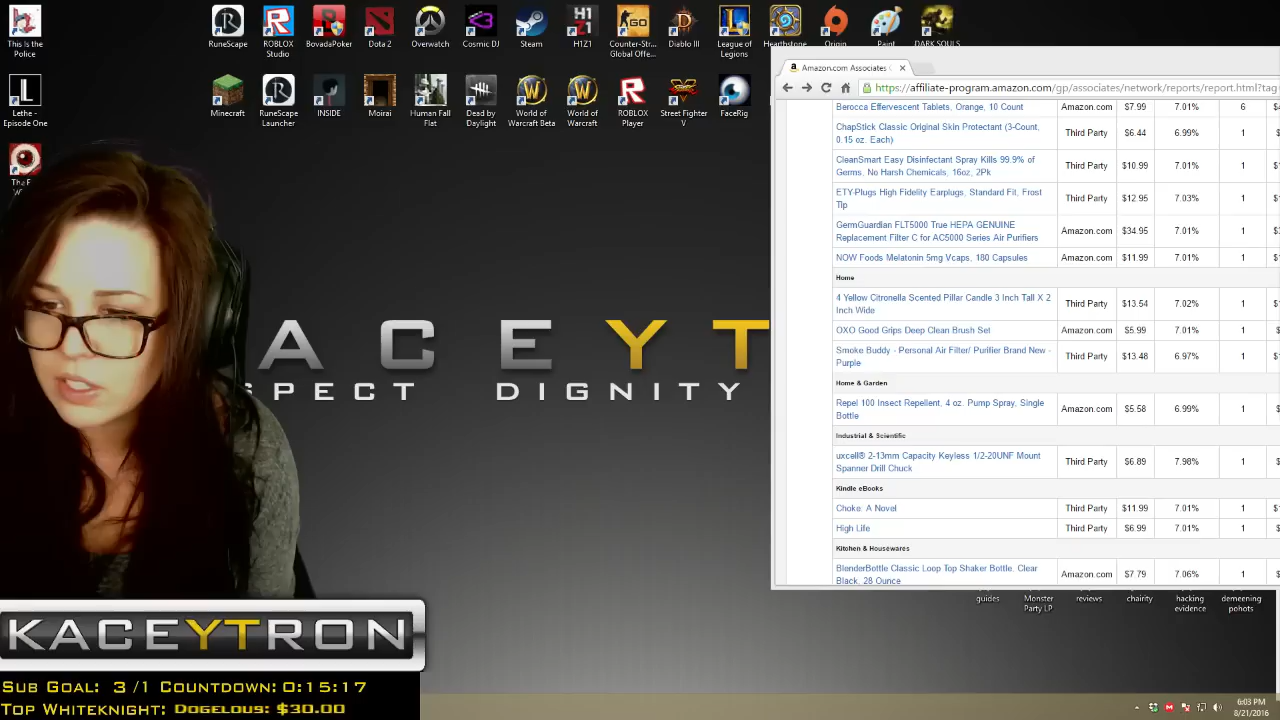 This Is the Police
RuneScape
ROBLOX Studio
BovadaPoker
Dota 2
Overwatch
Cosmic DJ
Steam
H1Z1
Counter-Str... Global Offe...
Diablo III
League of Legions
Hearthstone
Origin
Paint
DARK SOULS
Lethe - Episode One
Minecraft
RuneScape Launcher
INSIDE
Moirai
Human Fall Flat
Dead by Daylight
World of Warcraft Beta
World of Warcraft
ROBLOX Player
Street Fighter V
FaceRig
Amazon.com Associates
https://affiliate-program.amazon.com/gp/associates/network/reports/report.html?tag
Berocca Effervescent Tablets, Orange, 10 Count Amazon.com $7.99 7.01% 6
ChapStick Classic Original Skin Protectant (3-Count, Third Party $6.44 6.99% 1
0.15 oz. Each)
CleanSmart Easy Disinfectant Spray Kills 99.9% of Third Party $10.99 7.01% 1
Germs, No Harsh Chemicals, 16oz, 2Pk
ETY-Plugs High Fidelity Earplugs, Standard Fit, Frost Third Party $12.95 7.03% 1
Tip
GermGuardian FLT5000 True HEPA GENUINE Amazon.com $34.95 7.01% 1
Replacement Filter C for AC5000 Series Air Purifiers
NOW Foods Melatonin 5mg Vcaps, 180 Capsules Amazon.com $11.99 7.01% 1
Home
4 Yellow Citronella Scented Pillar Candle 3 Inch Tall X 2 Third Party $13.54 7.02% 1
Inch Wide
OXO Good Grips Deep Clean Brush Set Amazon.com $5.99 7.01% 1
Smoke Buddy - Personal Air Filter/ Purifier Brand New - Third Party $13.48 6.97% 1
Purple
Home & Garden
Repel 100 Insect Repellent, 4 oz. Pump Spray, Single Amazon.com $5.58 6.99% 1
Bottle
Industrial & Scientific
uxcell® 2-13mm Capacity Keyless 1/2-20UNF Mount Third Party $6.89 7.98% 1
Spanner Drill Chuck
Kindle eBooks
Choke: A Novel Third Party $11.99 7.01% 1
High Life Third Party $6.99 7.01% 1
Kitchen & Housewares
BlenderBottle Classic Loop Top Shaker Bottle, Clear Amazon.com $7.79 7.06% 1
Black, 28 Ounce
ACEYT
SPECT DIGNITY
guides
Monster Party LP
reviews
chairity
hacking evidence
demeening pohots
KACEYTRON
Sub Goal: 3 /1 Countdown: 0:15:17
Top Whiteknight: Dogelous: $30.00
6:03 PM
8/21/2016